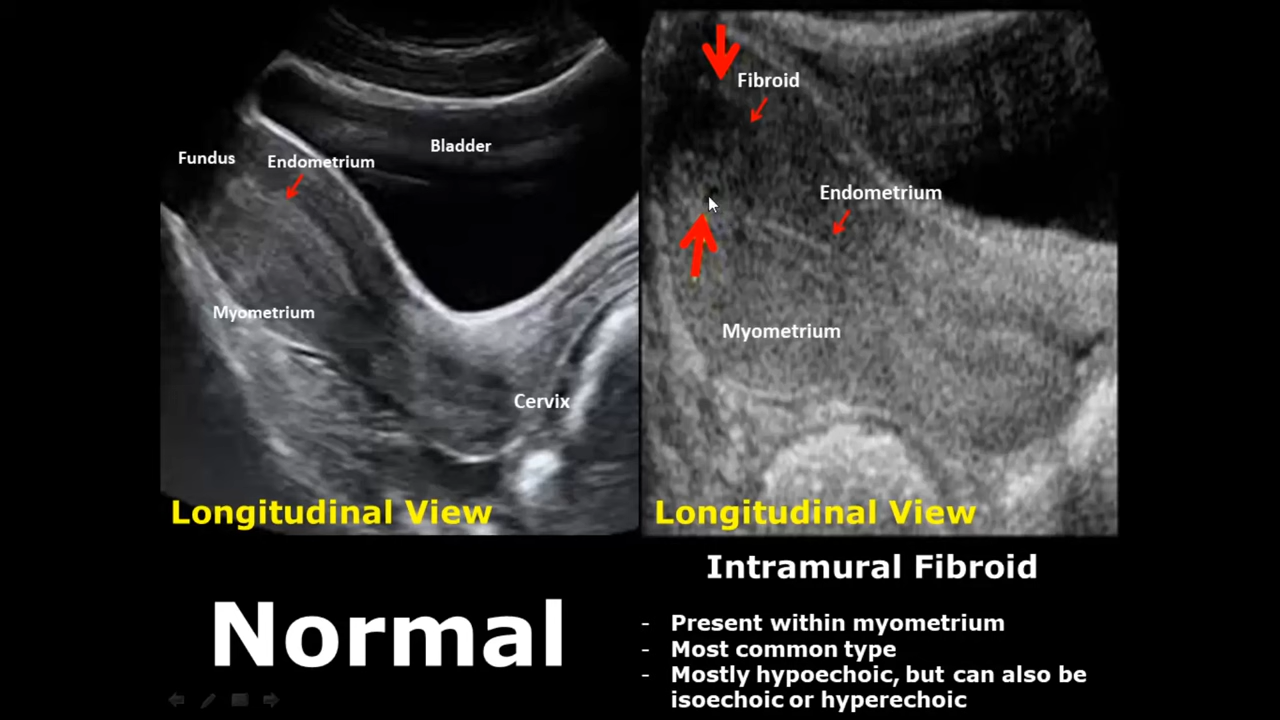 Fundus
Endometrium
Bladder
Myometrium
Cervix
Longitudinal View
Normal
Fibroid
Endometrium
Myometrium
Longitudinal View
Intramural Fibroid
- Present within myometrium
- Most common type
- Mostly hypoechoic, but can also be
isoechoic or hyperechoic